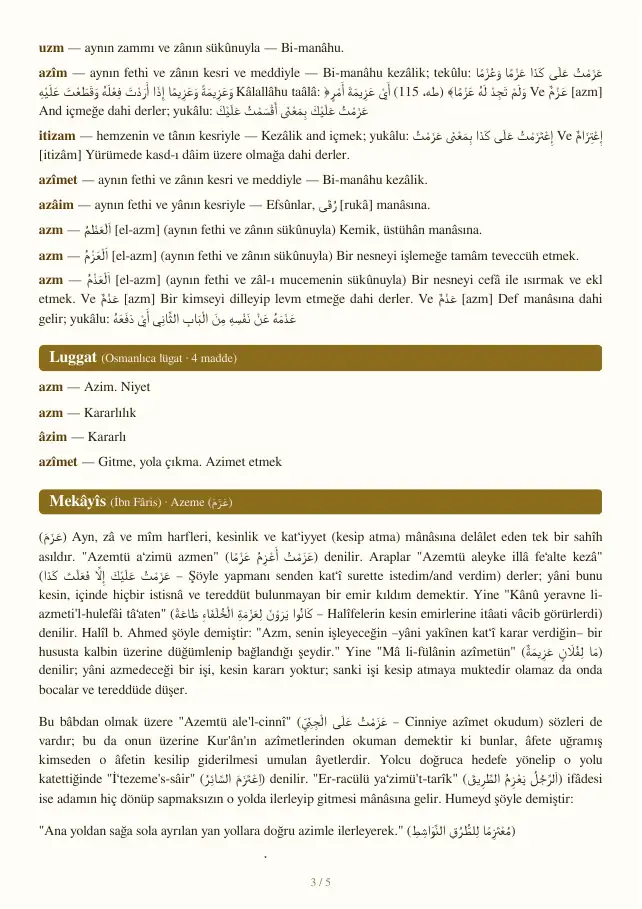 uzm — aynın zammı ve zânın sükûnuyla — Bi-manâhu.
azîm — aynın fethi ve zânın kesri ve meddiyle — Bi-manâhu kezâlik; tekûlu: عَزَمْتُ عَلَى كَذَا عَزْمًا وَعُزْمًا
وَعَزِيمَةً وَعَزِيمًا إِذَا أَرَدْتَ فِعْلَهُ وَقَطَعْتَ عَلَيْهِ Kâlallâhu taâlâ: ﴿وَلَمْ نَجِدْ لَهُ عَزْمًا﴾ (طه، 115) أَيْ عَزِيمَةَ أَمْرٍ Ve عَزْمٌ [azm]
And içmeğe dahi derler; yukâlu: عَزَمْتُ عَلَيْكَ بِمَعْنَى أَقْسَمْتُ عَلَيْكَ
itizam — hemzenin ve tânın kesriyle — Kezâlik and içmek; yukâlu: إِعْتَزَمْتُ عَلَى كَذَا بِمَعْنَى عَزَمْتُ Ve إِعْتِزَامٌ
[itizâm] Yürümede kasd-ı dâim üzere olmağa dahi derler.
azîmet — aynın fethi ve zânın kesri ve meddiyle — Bi-manâhu kezâlik.
azâim — aynın fethi ve yânın kesriyle — Efsûnlar, رُقًى [rukâ] manâsına.
azm — اَلْعَظْمُ [el-azm] (aynın fethi ve zânın sükûnuyla) Kemik, üstühân manâsına.
azm — اَلْعَزْمُ [el-azm] (aynın fethi ve zânın sükûnuyla) Bir nesneyi işlemeğe tamâm teveccüh etmek.
azm — اَلْعَذْمُ [el-azm] (aynın fethi ve zâl-ı mucemenin sükûnuyla) Bir nesneyi cefâ ile ısırmak ve ekl
etmek. Ve عَذْمٌ [azm] Bir kimseyi dilleyip levm etmeğe dahi derler. Ve عَذْمٌ [azm] Def manâsına dahi
gelir; yukâlu: عَذَمَهُ عَنْ نَفْسِهِ مِنَ الْبَابِ الثَّانِي أَيْ دَفَعَهُ
Luggat (Osmanlıca lügat · 4 madde)
azm — Azim. Niyet
azm — Kararlılık
âzim — Kararlı
azîmet — Gitme, yola çıkma. Azimet etmek
Mekâyîs (İbn Fâris) · Azeme (عَزَمَ)
(عَزَمَ) Ayn, zâ ve mîm harfleri, kesinlik ve kat‘iyyet (kesip atma) mânâsına delâlet eden tek bir sahîh
asıldır. "Azemtü a‘zimü azmen" (عَزَمْتُ أَعْزِمُ عَزْمًا) denilir. Araplar "Azemtü aleyke illâ fe‘alte kezâ"
(عَزَمْتُ عَلَيْكَ إِلَّا فَعَلْتَ كَذَا – Şöyle yapmanı senden kat‘î surette istedim/and verdim) derler; yâni bunu
kesin, içinde hiçbir istisnâ ve tereddüt bulunmayan bir emir kıldım demektir. Yine "Kânû yeravne li-
azmeti'l-hulefâi tâ‘aten" (كَانُوا يَرَوْنَ لِعَزْمَةِ الْخُلَفَاءِ طَاعَةً – Halîfelerin kesin emirlerine itâati vâcib görürlerdi)
denilir. Halîl b. Ahmed şöyle demiştir: "Azm, senin işleyeceğin –yâni yakînen kat‘î karar verdiğin– bir
hususta kalbin üzerine düğümlenip bağlandığı şeydir." Yine "Mâ li-fülânin azîmetün" (مَا لِفُلَانٍ عَزِيمَةٌ)
denilir; yâni azmedeceği bir işi, kesin kararı yoktur; sanki işi kesip atmaya muktedir olamaz da onda
bocalar ve tereddüde düşer.
Bu bâbdan olmak üzere "Azemtü ale'l-cinnî" (عَزَمْتُ عَلَى الْجِنِّيِّ – Cinniye azîmet okudum) sözleri de
vardır; bu da onun üzerine Kur'ân'ın azîmetlerinden okuman demektir ki bunlar, âfete uğramış
kimseden o âfetin kesilip giderilmesi umulan âyetlerdir. Yolcu doğruca hedefe yönelip o yolu
katettiğinde "İ‘tezeme's-sâir" (اِعْتَزَمَ السَّائِرُ) denilir. "Er-racülü ya‘zimü't-tarîk" (اَلرَّجُلُ يَعْزِمُ الطَّرِيقَ) ifâdesi
ise adamın hiç dönüp sapmaksızın o yolda ilerleyip gitmesi mânâsına gelir. Humeyd şöyle demiştir:
"Ana yoldan sağa sola ayrılan yan yollara doğru azimle ilerleyerek." (مُعْتَزِمًا لِلطُّرُقِ النَّوَاشِطِ)
.
3 / 5